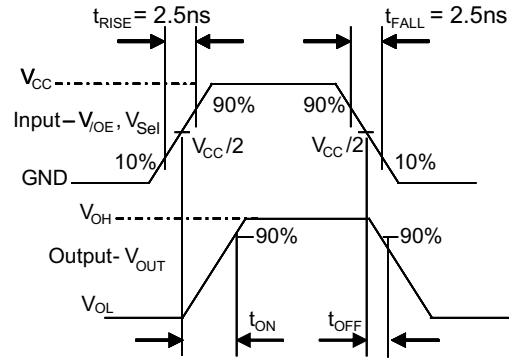 tRISE = 2.5ns
tFALL = 2.5ns
VCC
90%
90%
Input – V/OE, VSel
VCC/2
VCC/2
10%
10%
GND
VOH
90%
90%
Output- VOUT
VOL
tON
tOFF